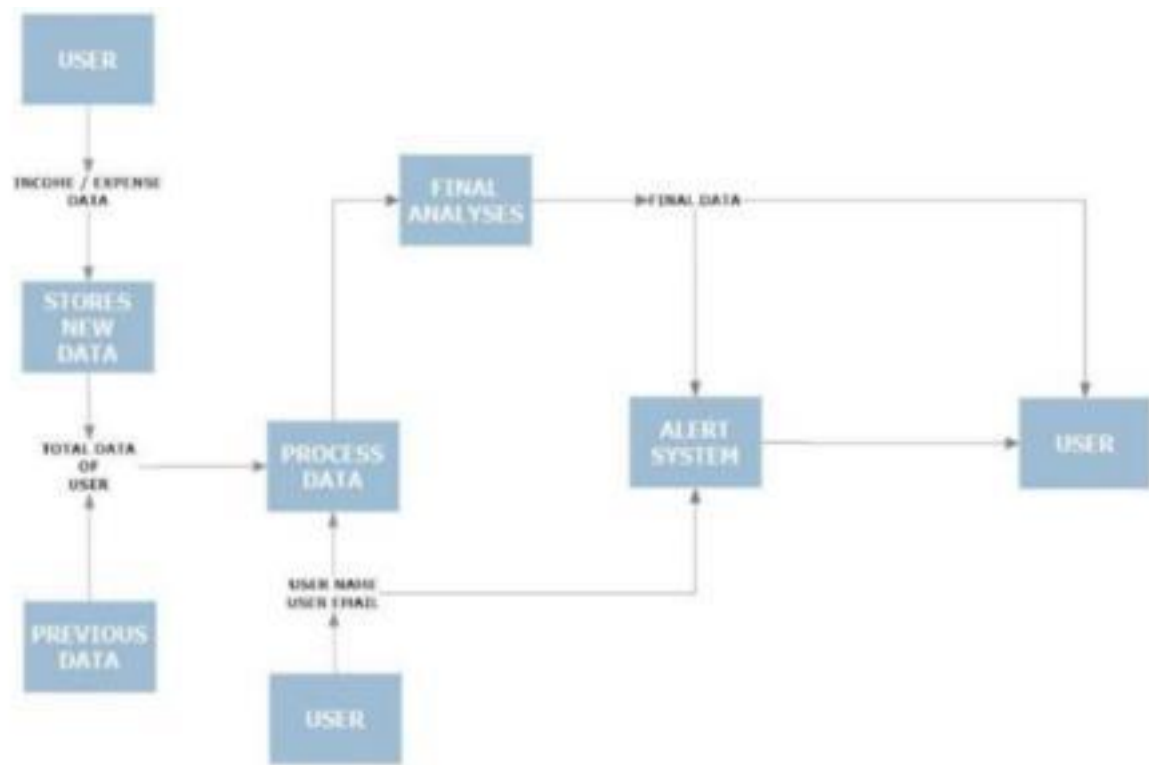 USER
INCOME / EXPENSE
DATA
STORES
NEW
DATA
TOTAL DATA
OF
USER
PREVIOUS
DATA
PROCESS
DATA
USER NAME
USER EMAIL
USER
FINAL
ANALYSES
FINAL DATA
ALERT
SYSTEM
USER